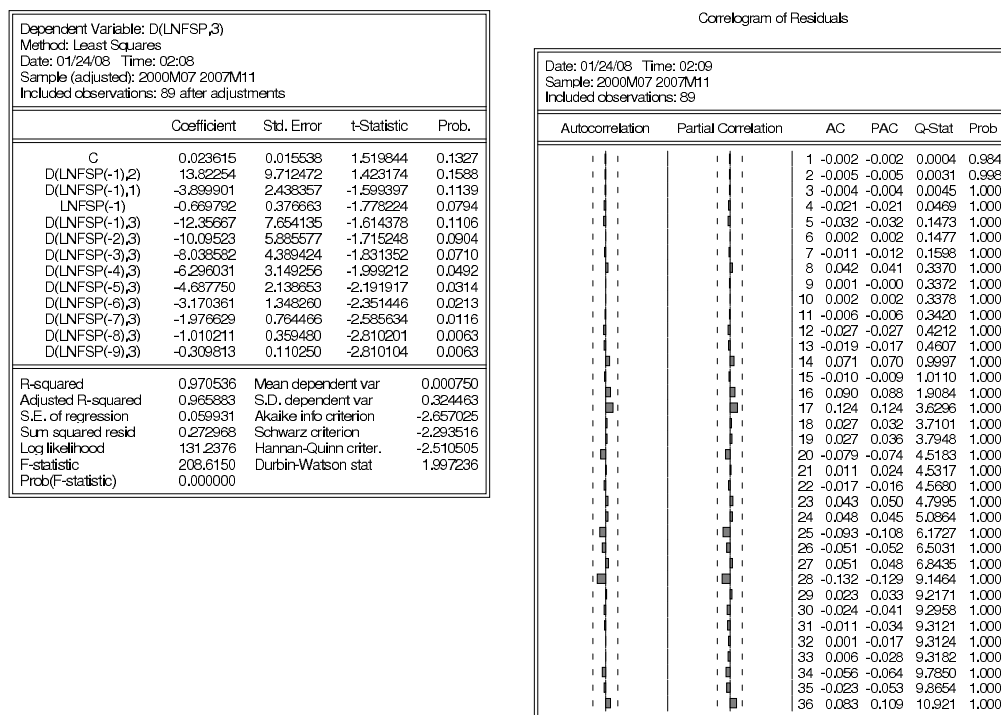 Dependent Variable: D(LNFSP,3)
Method: Least Squares
Date: 01/24/08 Time: 02:08
Sample (adjusted): 2000M07 2007M11
Included observations: 89 after adjustments
Coefficient Std. Error t-Statistic Prob.
C 0.023615 0.015538 1.519844 0.1327
D(LNFSP(-1),2) 13.82254 9.712472 1.423174 0.1588
D(LNFSP(-1),1) -3.899901 2.438357 -1.599397 0.1139
LNFSP(-1) -0.669792 0.376663 -1.778224 0.0794
D(LNFSP(-1),3) -12.35667 7.654135 -1.614378 0.1106
D(LNFSP(-2),3) -10.09523 5.885577 -1.715248 0.0904
D(LNFSP(-3),3) -8.038582 4.389424 -1.831352 0.0710
D(LNFSP(-4),3) -6.296031 3.149256 -1.999212 0.0492
D(LNFSP(-5),3) -4.687750 2.138653 -2.191917 0.0314
D(LNFSP(-6),3) -3.170361 1.348260 -2.351446 0.0213
D(LNFSP(-7),3) -1.976629 0.764466 -2.585634 0.0116
D(LNFSP(-8),3) -1.010211 0.359480 -2.810201 0.0063
D(LNFSP(-9),3) -0.309813 0.110250 -2.810104 0.0063
R-squared 0.970536 Mean dependent var 0.000750
Adjusted R-squared 0.965883 S.D. dependent var 0.324463
S.E. of regression 0.059931 Akaike info criterion -2.657025
Sum squared resid 0.272968 Schwarz criterion -2.293516
Log likelihood 131.2376 Hannan-Quinn criter. -2.510505
F-statistic 208.6150 Durbin-Watson stat 1.997236
Prob(F-statistic) 0.000000
Correlogram of Residuals
Date: 01/24/08 Time: 02:09
Sample: 2000M07 2007M11
Included observations: 89
Autocorrelation Partial Correlation AC PAC Q-Stat Prob
1 -0.002 -0.002 0.0004 0.984
2 -0.005 -0.005 0.0031 0.998
3 -0.004 -0.004 0.0045 1.000
4 -0.021 -0.021 0.0469 1.000
5 -0.032 -0.032 0.1473 1.000
6 0.002 0.002 0.1477 1.000
7 -0.011 -0.012 0.1598 1.000
8 0.042 0.041 0.3370 1.000
9 0.001 -0.000 0.3372 1.000
10 0.002 0.002 0.3378 1.000
11 -0.006 -0.006 0.3420 1.000
12 -0.027 -0.027 0.4212 1.000
13 -0.019 -0.017 0.4607 1.000
14 0.071 0.070 0.9997 1.000
15 -0.010 -0.009 1.0110 1.000
16 0.090 0.088 1.9084 1.000
17 0.124 0.124 3.6296 1.000
18 0.027 0.032 3.7101 1.000
19 0.027 0.036 3.7948 1.000
20 -0.079 -0.074 4.5183 1.000
21 0.011 0.024 4.5317 1.000
22 -0.017 -0.016 4.5680 1.000
23 0.043 0.050 4.7995 1.000
24 0.048 0.045 5.0864 1.000
25 -0.093 -0.108 6.1727 1.000
26 -0.051 -0.052 6.5031 1.000
27 0.051 0.048 6.8435 1.000
28 -0.132 -0.129 9.1464 1.000
29 0.023 0.033 9.2171 1.000
30 -0.024 -0.041 9.2958 1.000
31 -0.011 -0.034 9.3121 1.000
32 0.001 -0.017 9.3124 1.000
33 0.006 -0.028 9.3182 1.000
34 -0.056 -0.064 9.7850 1.000
35 -0.023 -0.053 9.8654 1.000
36 0.083 0.109 10.921 1.000